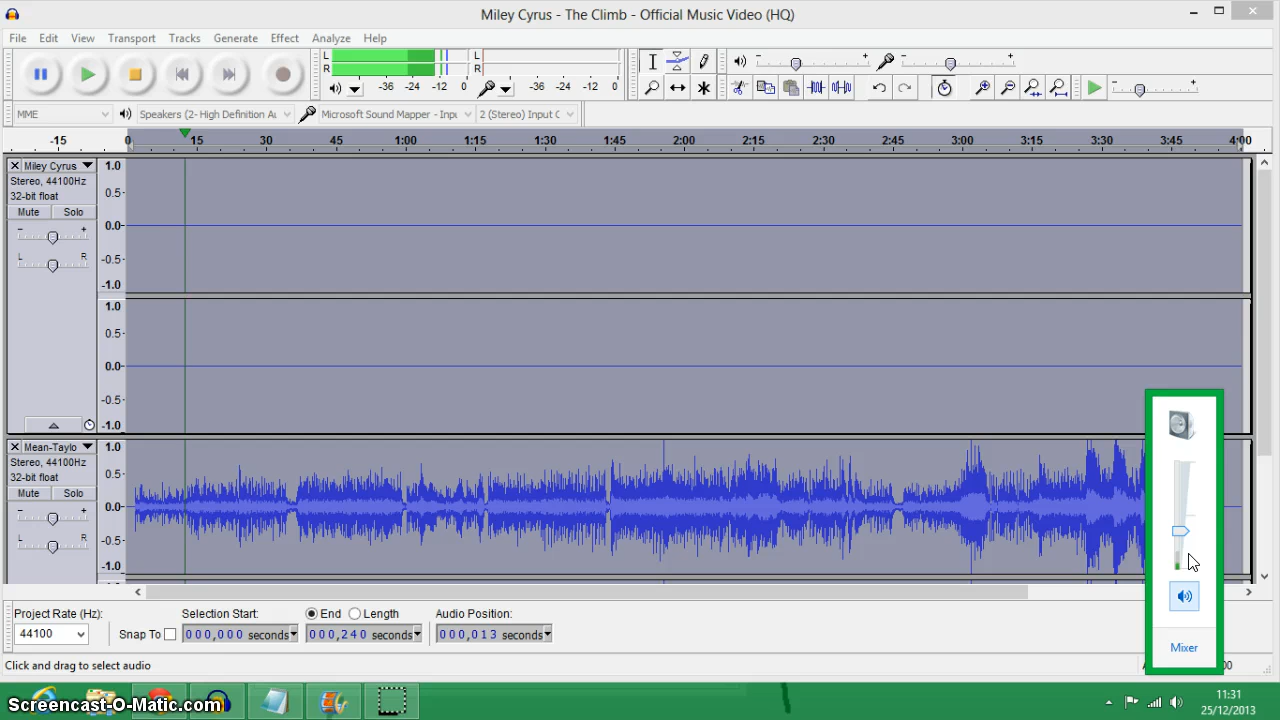 Miley Cyrus - The Climb - Official Music Video (HQ)
File Edit View Transport Tracks Generate Effect Analyze Help
L L
R R
-36 -24 -12 0 -36 -24 -12 0
MME Speakers (2- High Definition Au Microsoft Sound Mapper - Inpu 2 (Stereo) Input C
-15 0 15 30 45 1:00 1:15 1:30 1:45 2:00 2:15 2:30 2:45 3:00 3:15 3:30 3:45 4:00
Miley Cyrus
Stereo, 44100Hz
32-bit float
Mute Solo
- +
L R
1.0
0.5
0.0
-0.5
-1.0
1.0
0.5
0.0
-0.5
-1.0
Mean-Taylo
Stereo, 44100Hz
32-bit float
Mute Solo
- +
L R
1.0
0.5
0.0
-0.5
-1.0
Project Rate (Hz): Selection Start: End Length Audio Position:
44100 Snap To 000,000 seconds 000,240 seconds 000,013 seconds
Click and drag to select audio
Mixer
Screencast-O-Matic.com
11:31
25/12/2013